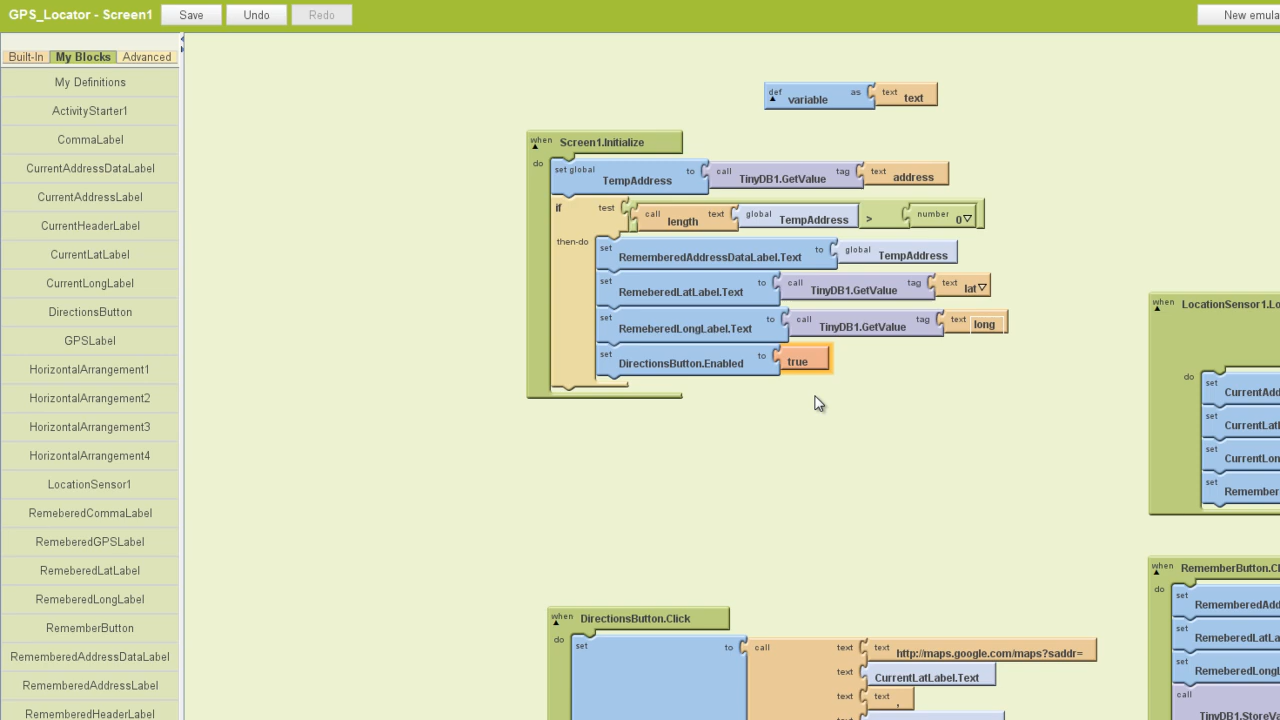 GPS_Locator - Screen1 Save Undo Redo New emula
Built-In My Blocks Advanced
My Definitions
ActivityStarter1
CommaLabel
CurrentAddressDataLabel
CurrentAddressLabel
CurrentHeaderLabel
CurrentLatLabel
CurrentLongLabel
DirectionsButton
GPSLabel
HorizontalArrangement1
HorizontalArrangement2
HorizontalArrangement3
HorizontalArrangement4
LocationSensor1
RemeberedCommaLabel
RemeberedGPSLabel
RemeberedLatLabel
RemeberedLongLabel
RememberButton
RememberedAddressDataLabel
RememberedAddressLabel
RememberedHeaderLabel
def variable as text text
when Screen1.Initialize
do set global TempAddress to call TinyDB1.GetValue tag text address
if test call length text global TempAddress > number 0
then-do set RememberedAddressDataLabel.Text to global TempAddress
set RemeberedLatLabel.Text to call TinyDB1.GetValue tag text lat
set RemeberedLongLabel.Text to call TinyDB1.GetValue tag text long
set DirectionsButton.Enabled to true
when DirectionsButton.Click
do set to call text text http://maps.google.com/maps?saddr=
text CurrentLatLabel.Text
text text ,
text
when LocationSensor1.Lo
do set CurrentAdd
set CurrentLatl
set CurrentLon
set Remember
when RememberButton.Cl
do set RememberedAdd
set RemeberedLatLa
set RemeberedLongL
call TinyDB1.StoreVa